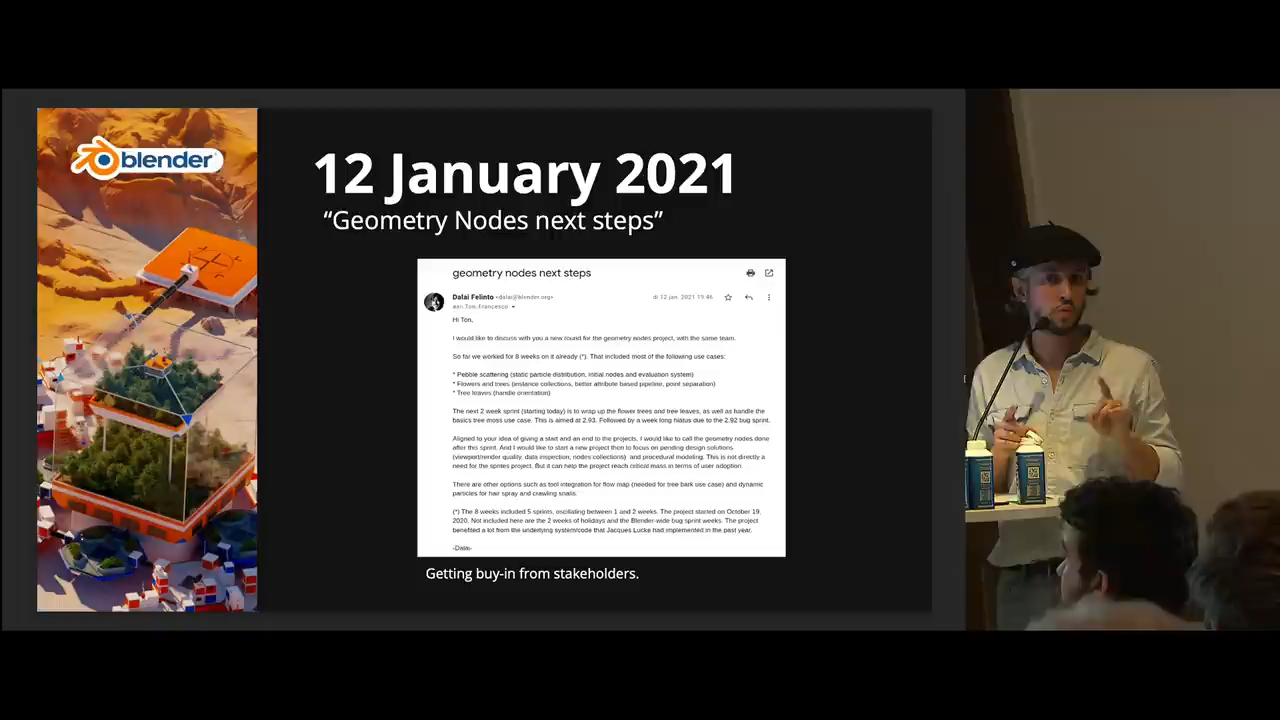 blender
12 January 2021
“Geometry Nodes next steps”
geometry nodes next steps
Dalai Felinto <dalai@blender.org>
di 12 jan. 2021 19:46
aan Ton, Francesco
Hi Ton,
I would like to discuss with you a new round for the geometry nodes project, with the same team.
So far we worked for 8 weeks on it already (*). That included most of the following use cases:
* Pebble scattering (static particle distribution, initial nodes and evaluation system)
* Flowers and trees (instance collections, better attribute based pipeline, point separation)
* Tree leaves (handle orientation)
The next 2 week sprint (starting today) is to wrap up the flower trees and tree leaves, as well as handle the
basics tree moss use case. This is aimed at 2.93. Followed by a week long hiatus due to the 2.92 bug sprint.
Aligned to your idea of giving a start and an end to the projects, I would like to call the geometry nodes done
after this sprint. And I would like to start a new project then to focus on pending design solutions
(viewport/render quality, data inspection, nodes collections) and procedural modeling. This is not directly a
need for the sprites project. But it can help the project reach critical mass in terms of user adoption.
There are other options such as tool integration for flow map (needed for tree bark use case) and dynamic
particles for hair spray and crawling snails.
(*) The 8 weeks included 5 sprints, oscillating between 1 and 2 weeks. The project started on October 19,
2020. Not included here are the 2 weeks of holidays and the Blender-wide bug sprint weeks. The project
benefited a lot from the underlying system/code that Jacques Lucke had implemented in the past year.
-Dalai-
Getting buy-in from stakeholders.